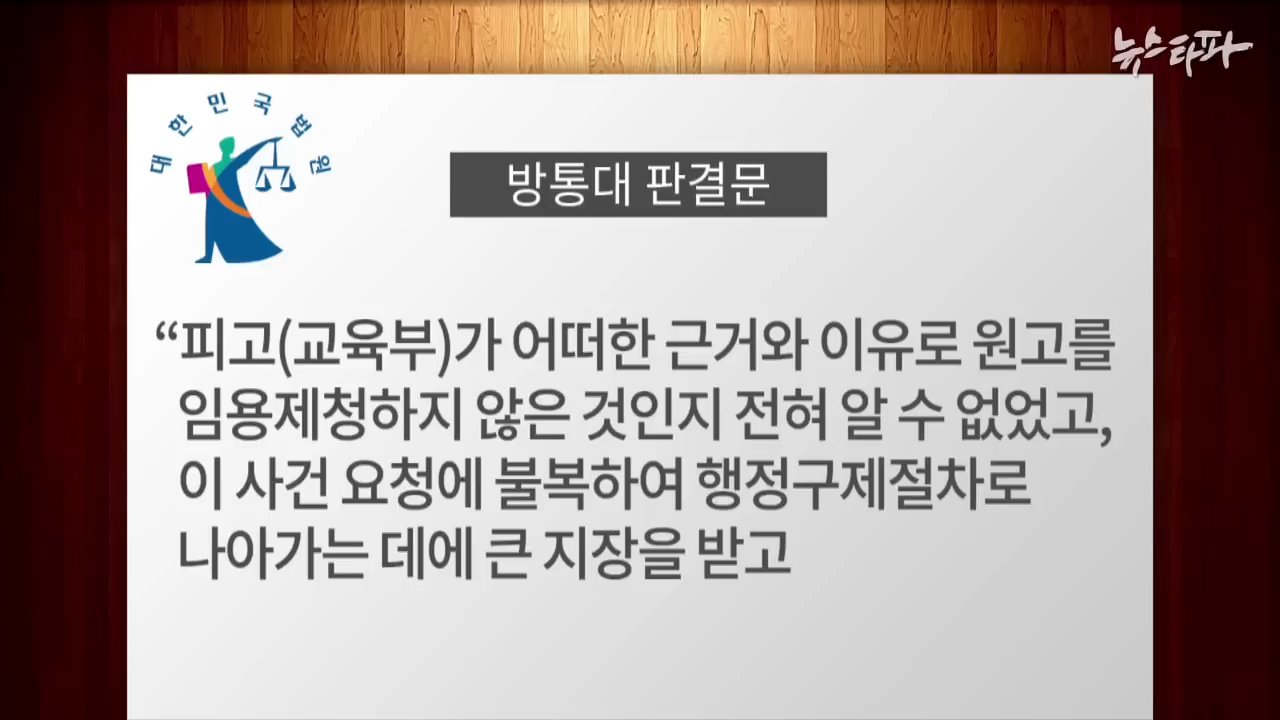 뉴스타파
대한민국법원
방통대 판결문
“피고(교육부)가 어떠한 근거와 이유로 원고를
임용제청하지 않은 것인지 전혀 알 수 없었고,
이 사건 요청에 불복하여 행정구제절차로
나아가는 데에 큰 지장을 받고